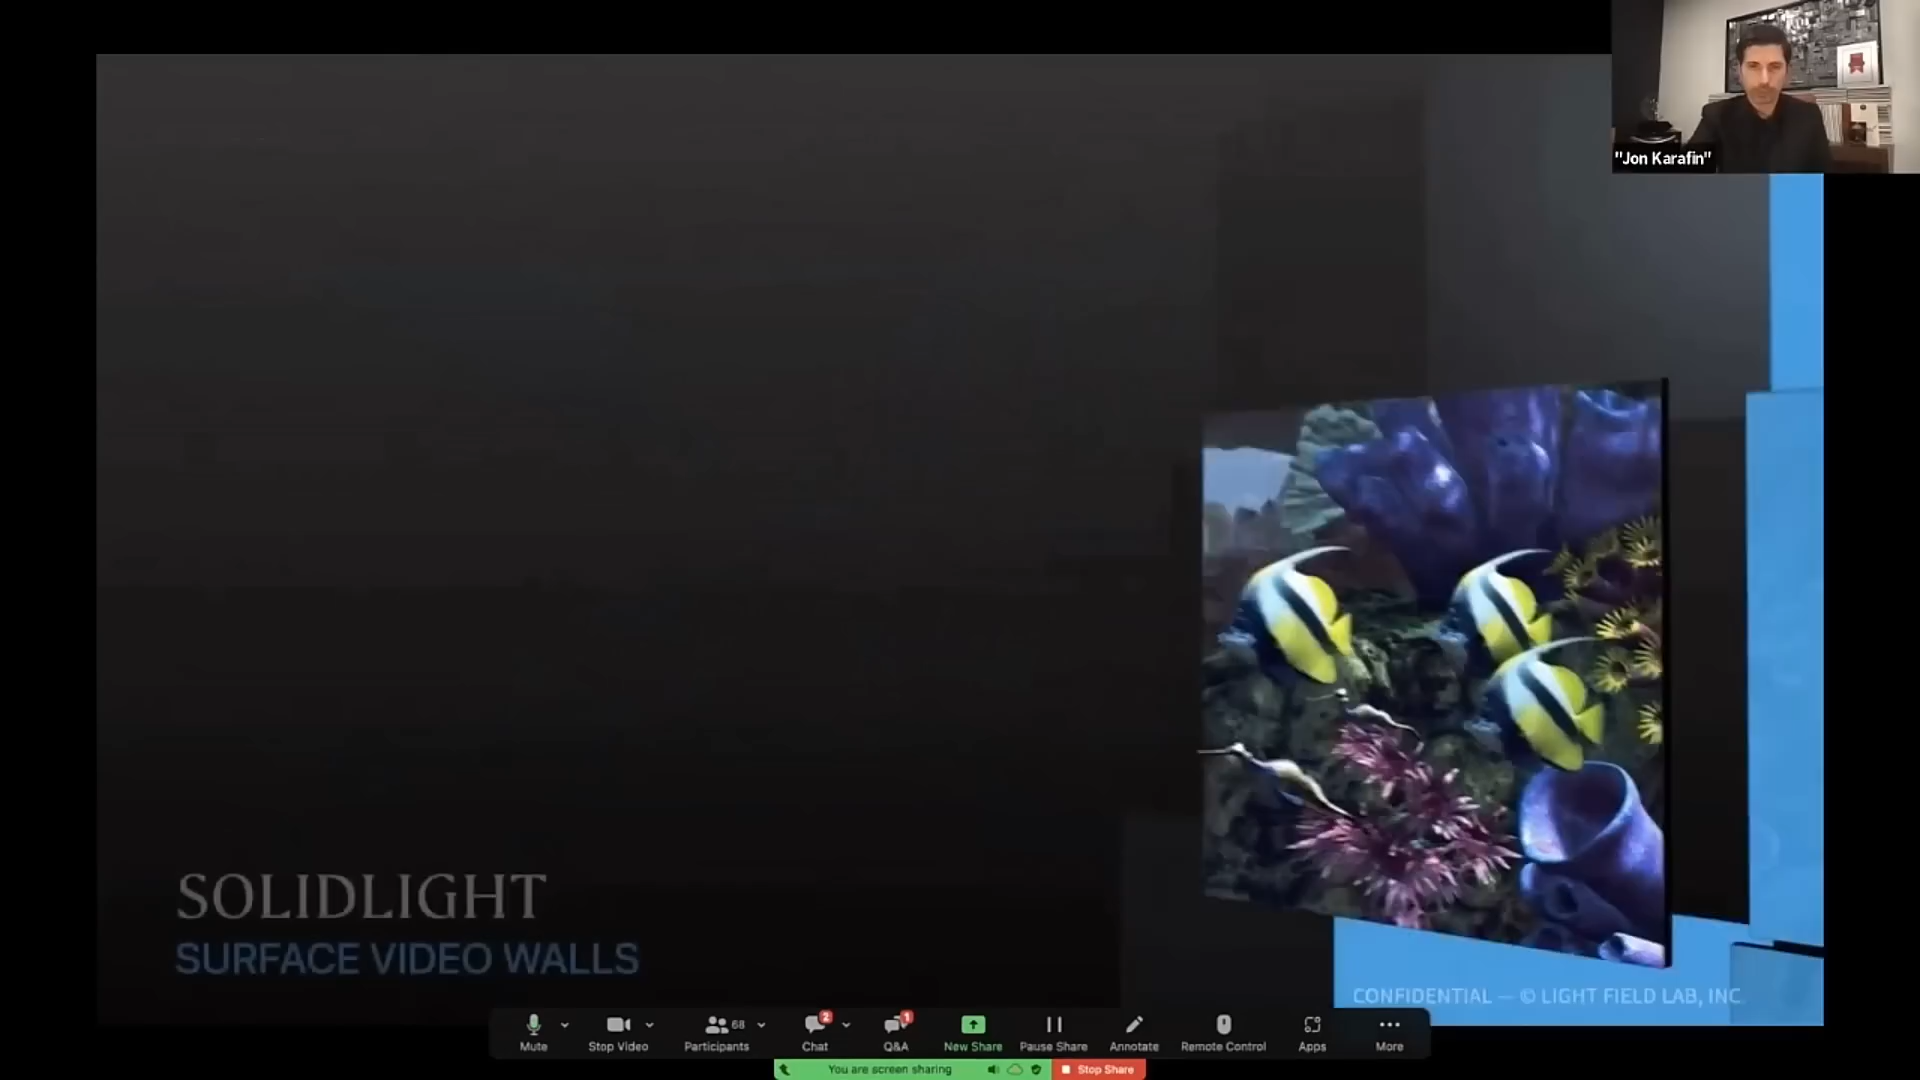 "Jon Karafin"
SOLIDLIGHT
SURFACE VIDEO WALLS
CONFIDENTIAL — © LIGHT FIELD LAB, INC
Mute
Stop Video
68
Participants
2
Chat
1
Q&A
New Share
Pause Share
Annotate
Remote Control
Apps
More
You are screen sharing
Stop Share